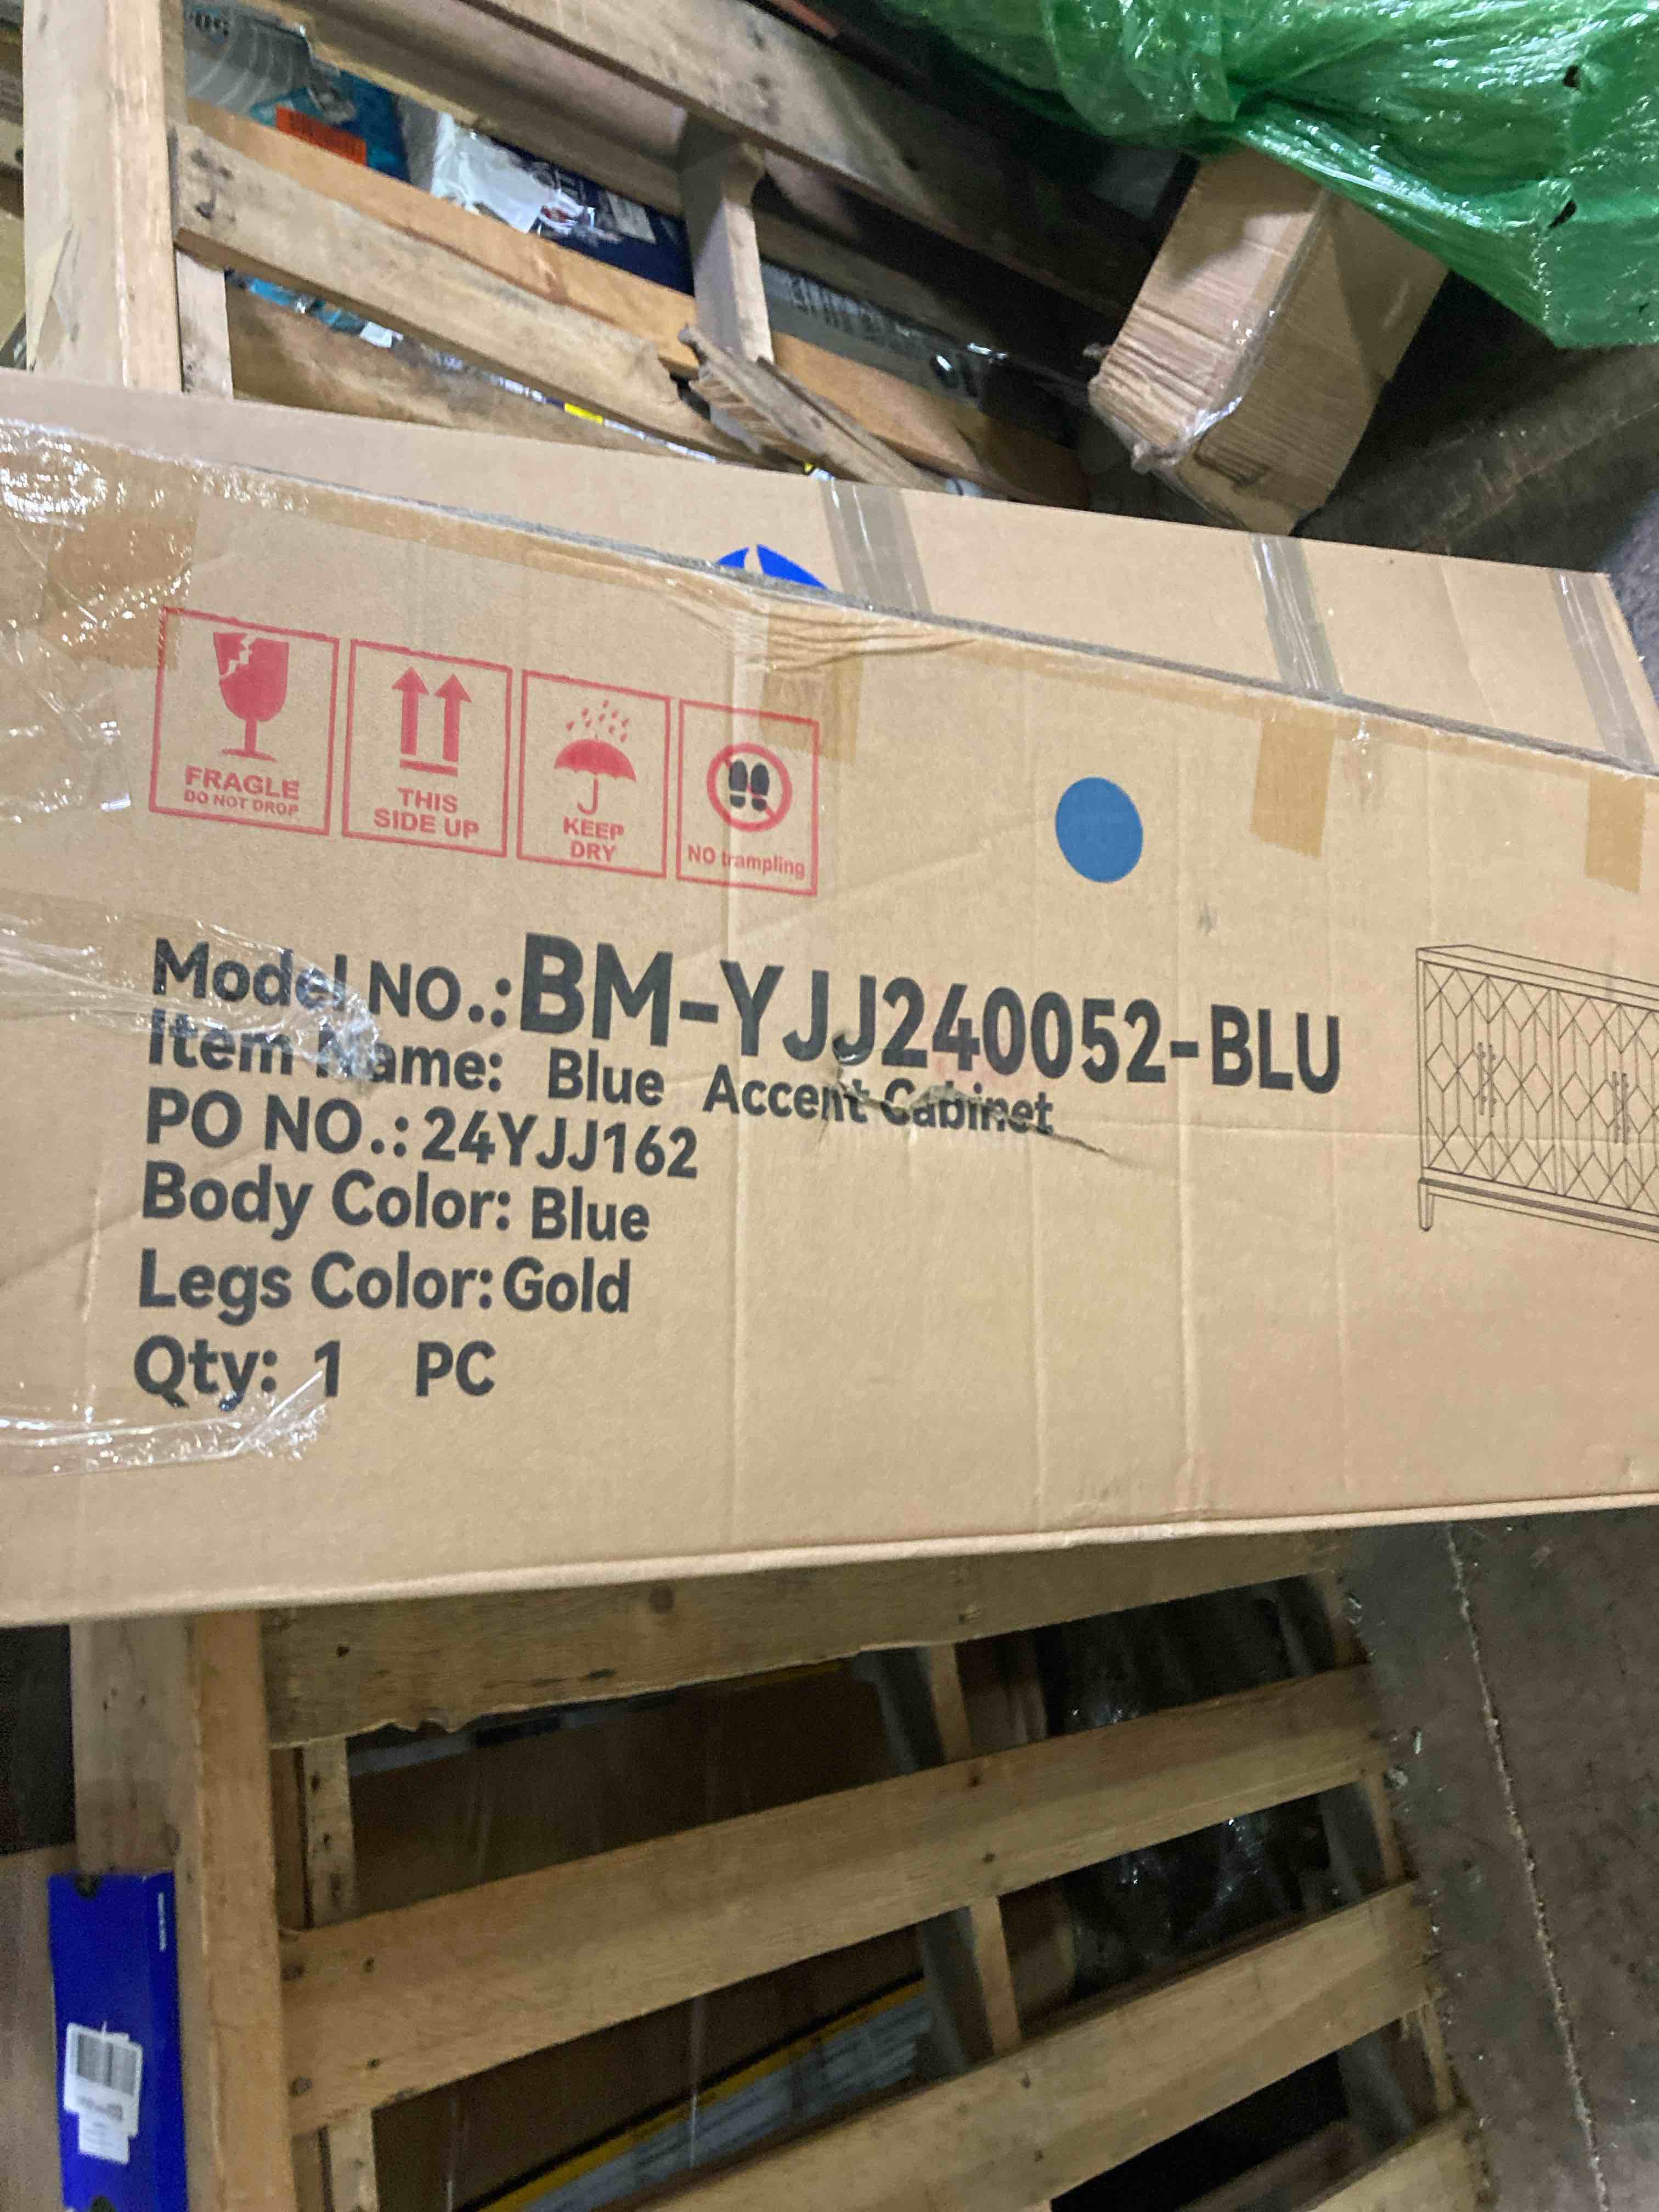 FRAGLE
DO NOT DROP
THIS
SIDE UP
KEEP
DRY
NO trampling
Model NO.:BM-YJJ240052-BLU
Item Name: Blue Accent Cabinet
PO NO.:24YJJ162
Body Color: Blue
Legs Color:Gold
Qty: 1 PC